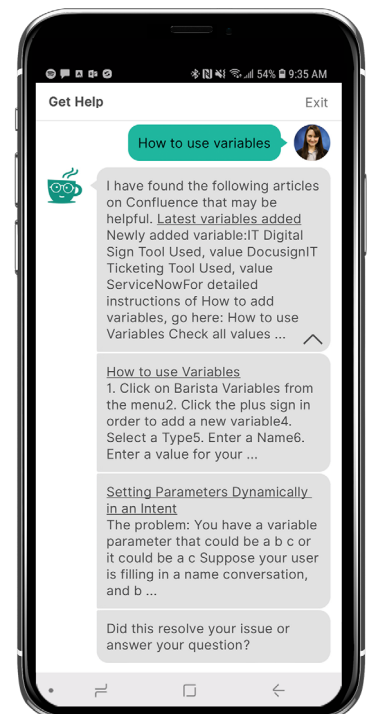 54% 9:35 AM
Get Help Exit
How to use variables
I have found the following articles
on Confluence that may be
helpful. Latest variables added
Newly added variable:IT Digital
Sign Tool Used, value DocusignIT
Ticketing Tool Used, value
ServiceNowFor detailed
instructions of How to add
variables, go here: How to use
Variables Check all values ...
How to use Variables
1. Click on Barista Variables from
the menu2. Click the plus sign in
order to add a new variable4.
Select a Type5. Enter a Name6.
Enter a value for your ...
Setting Parameters Dynamically
in an Intent
The problem: You have a variable
parameter that could be a b c or
it could be a c Suppose your user
is filling in a name conversation,
and b ...
Did this resolve your issue or
answer your question?